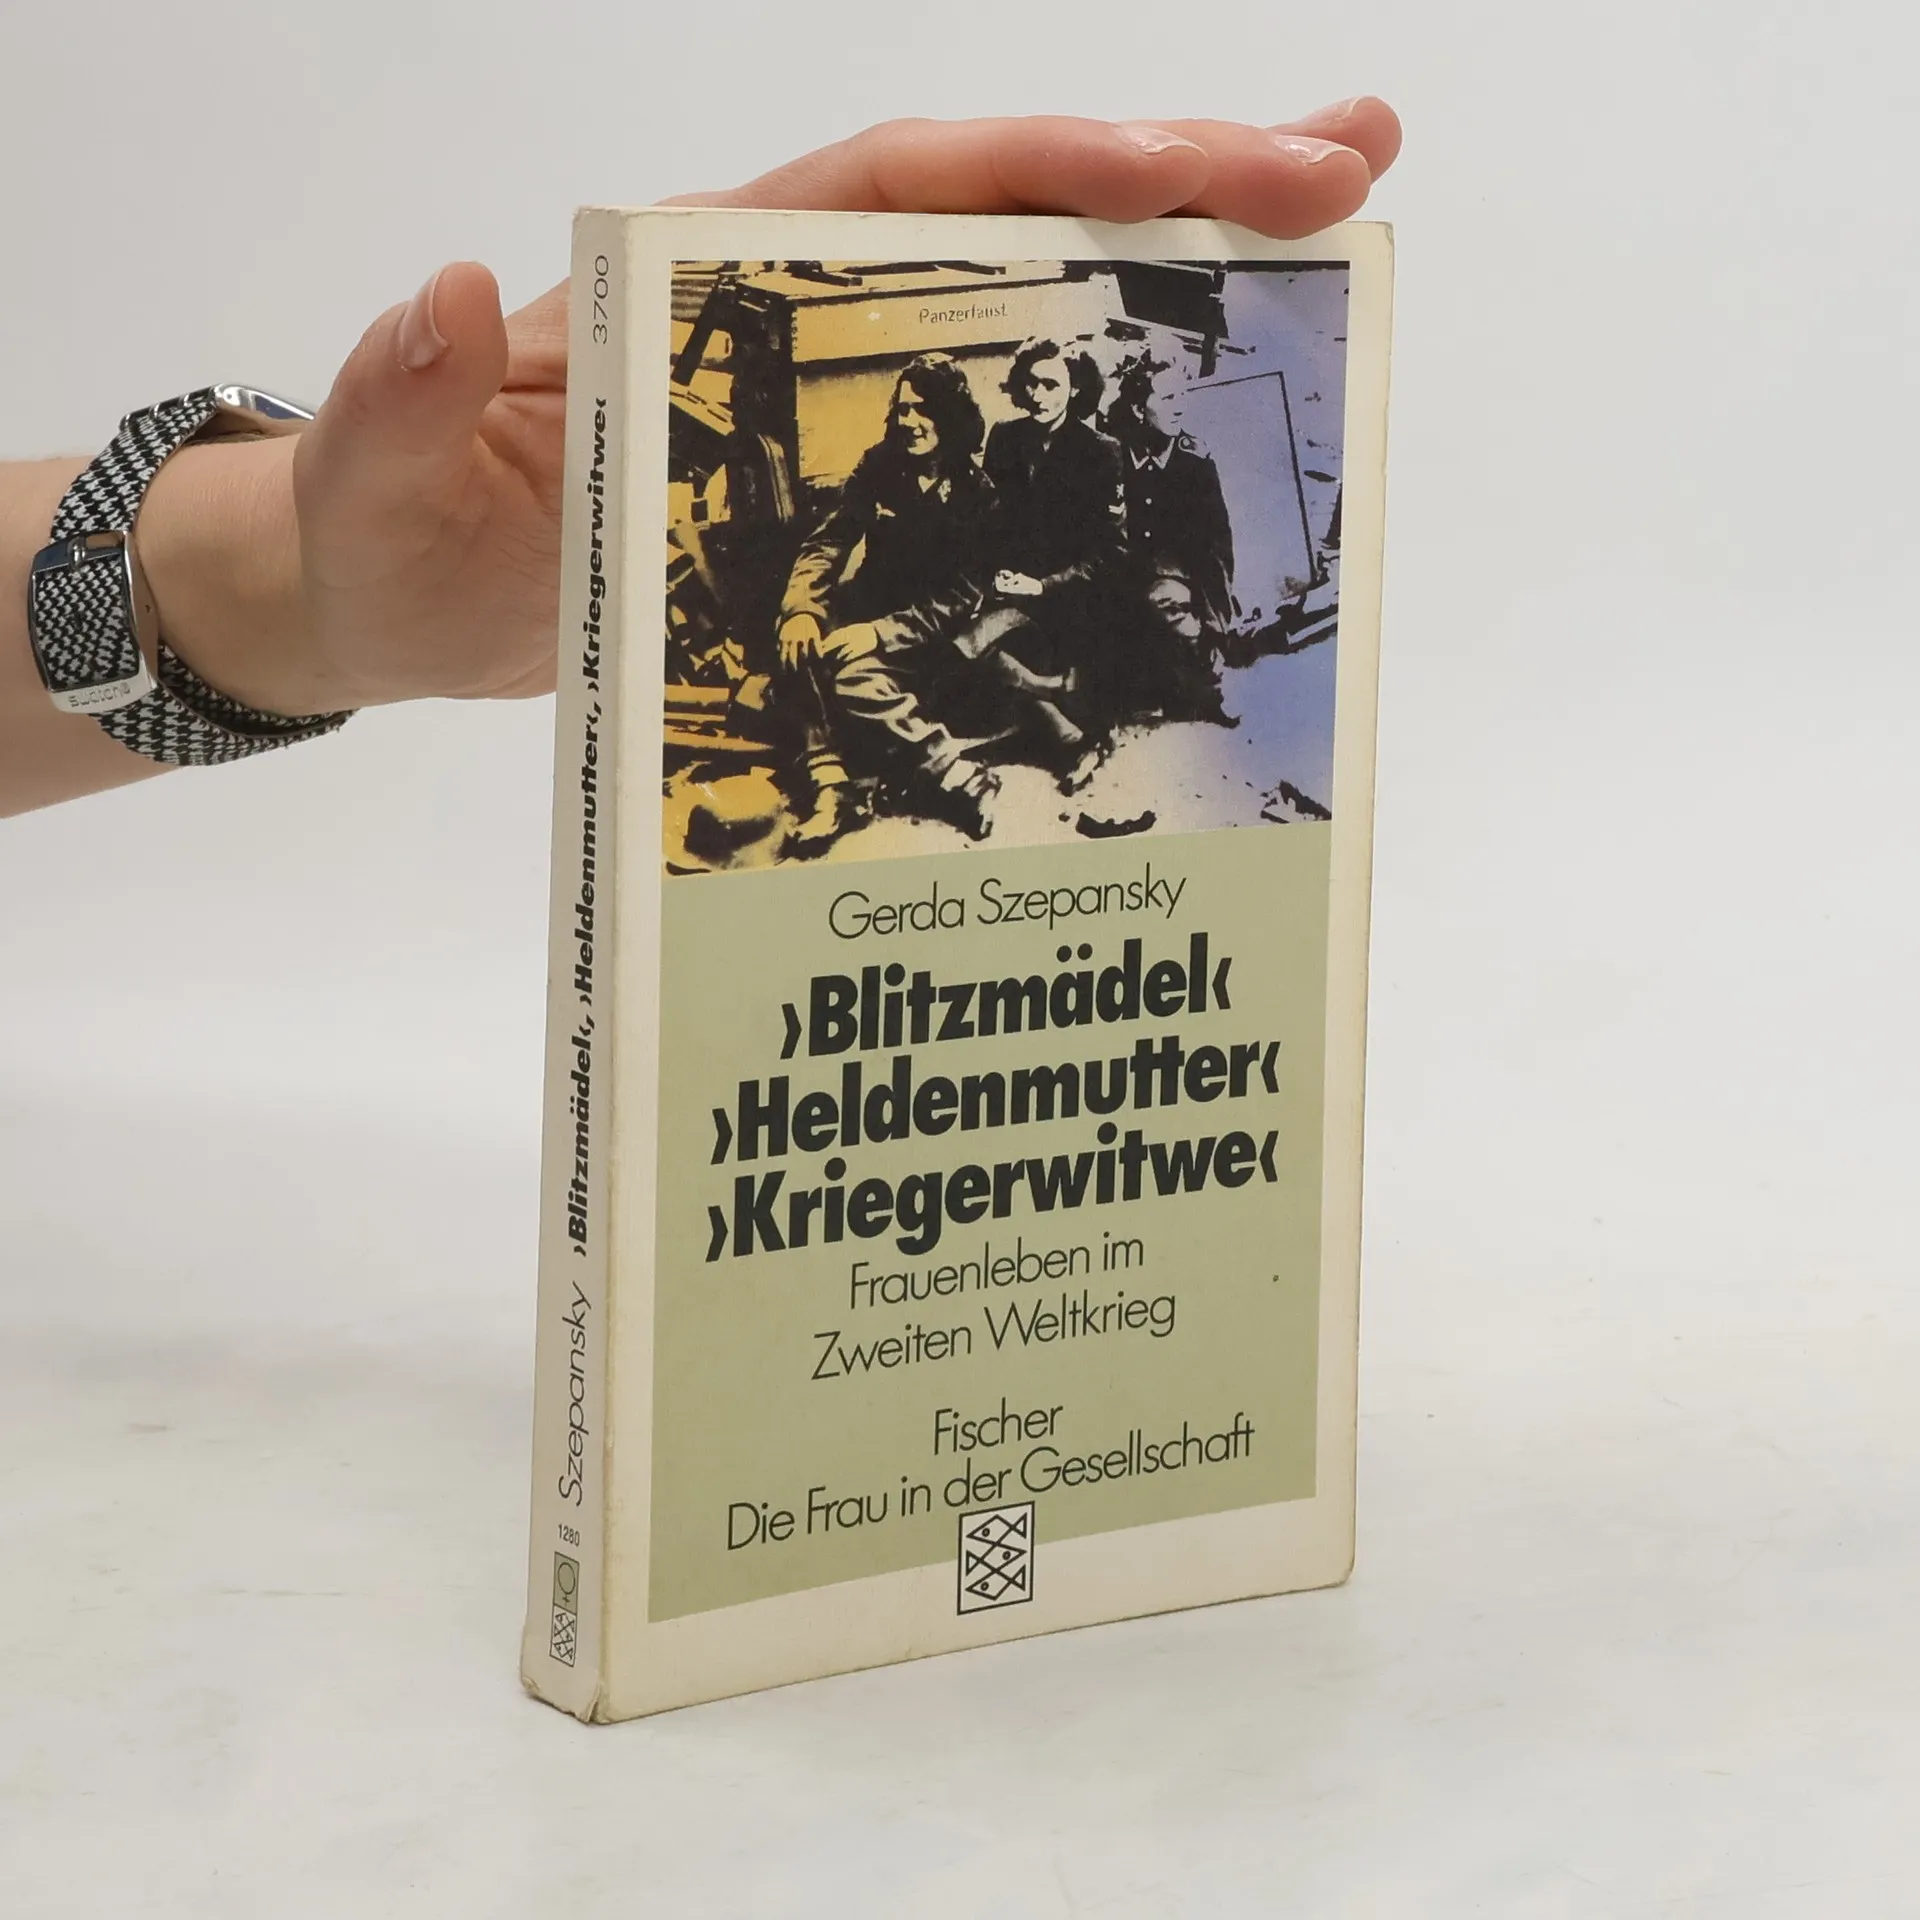 Panzerfaust
Gerda Szepansky
›Blitzmädel‹
›Heldenmutter‹
›Kriegerwitwe‹
Frauenleben im
Zweiten Weltkrieg
Fischer
Die Frau in der Gesellschaft
3700
Szepansky ›Blitzmädel‹, ›Heldenmutter‹, ›Kriegerwitwe‹
1280
swatch